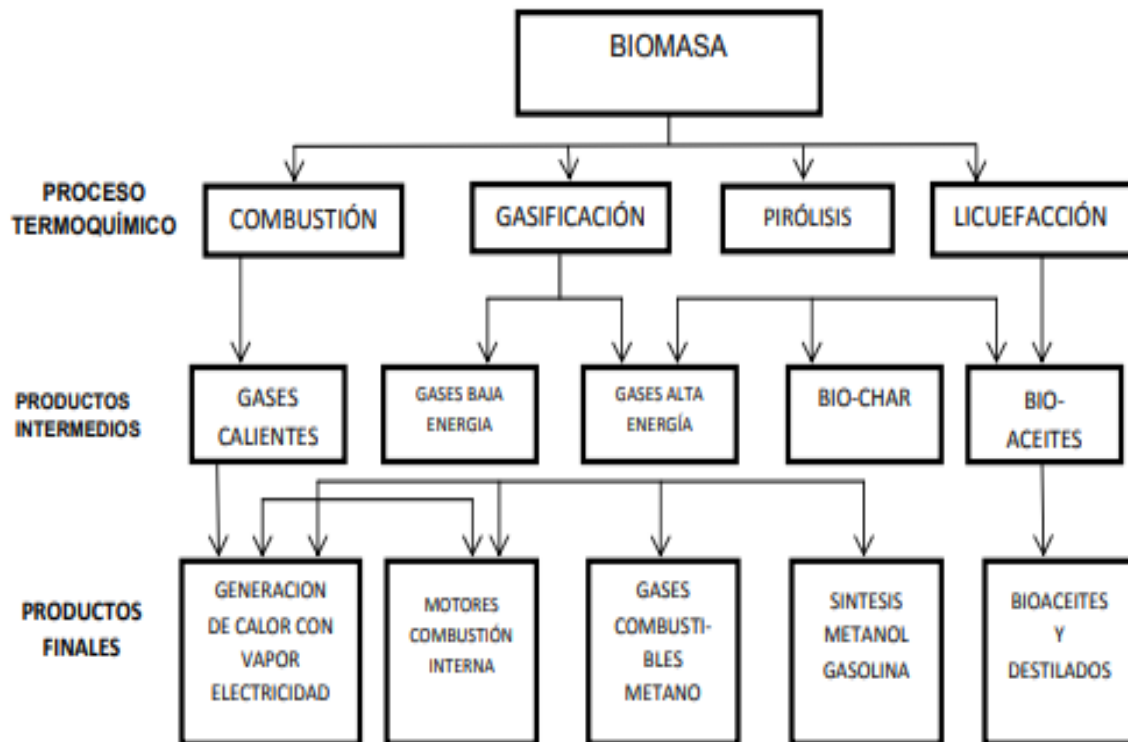 BIOMASA
PROCESO
TERMOQUÍMICO
COMBUSTIÓN
GASIFICACIÓN
PIRÓLISIS
LICUEFACCIÓN
PRODUCTOS
INTERMEDIOS
GASES
CALIENTES
GASES BAJA
ENERGIA
GASES ALTA
ENERGÍA
BIO-CHAR
BIO-
ACEITES
PRODUCTOS
FINALES
GENERACION
DE CALOR CON
VAPOR
ELECTRICIDAD
MOTORES
COMBUSTIÓN
INTERNA
GASES
COMBUSTI-
BLES
METANO
SINTESIS
METANOL
GASOLINA
BIOACEITES
Y
DESTILADOS